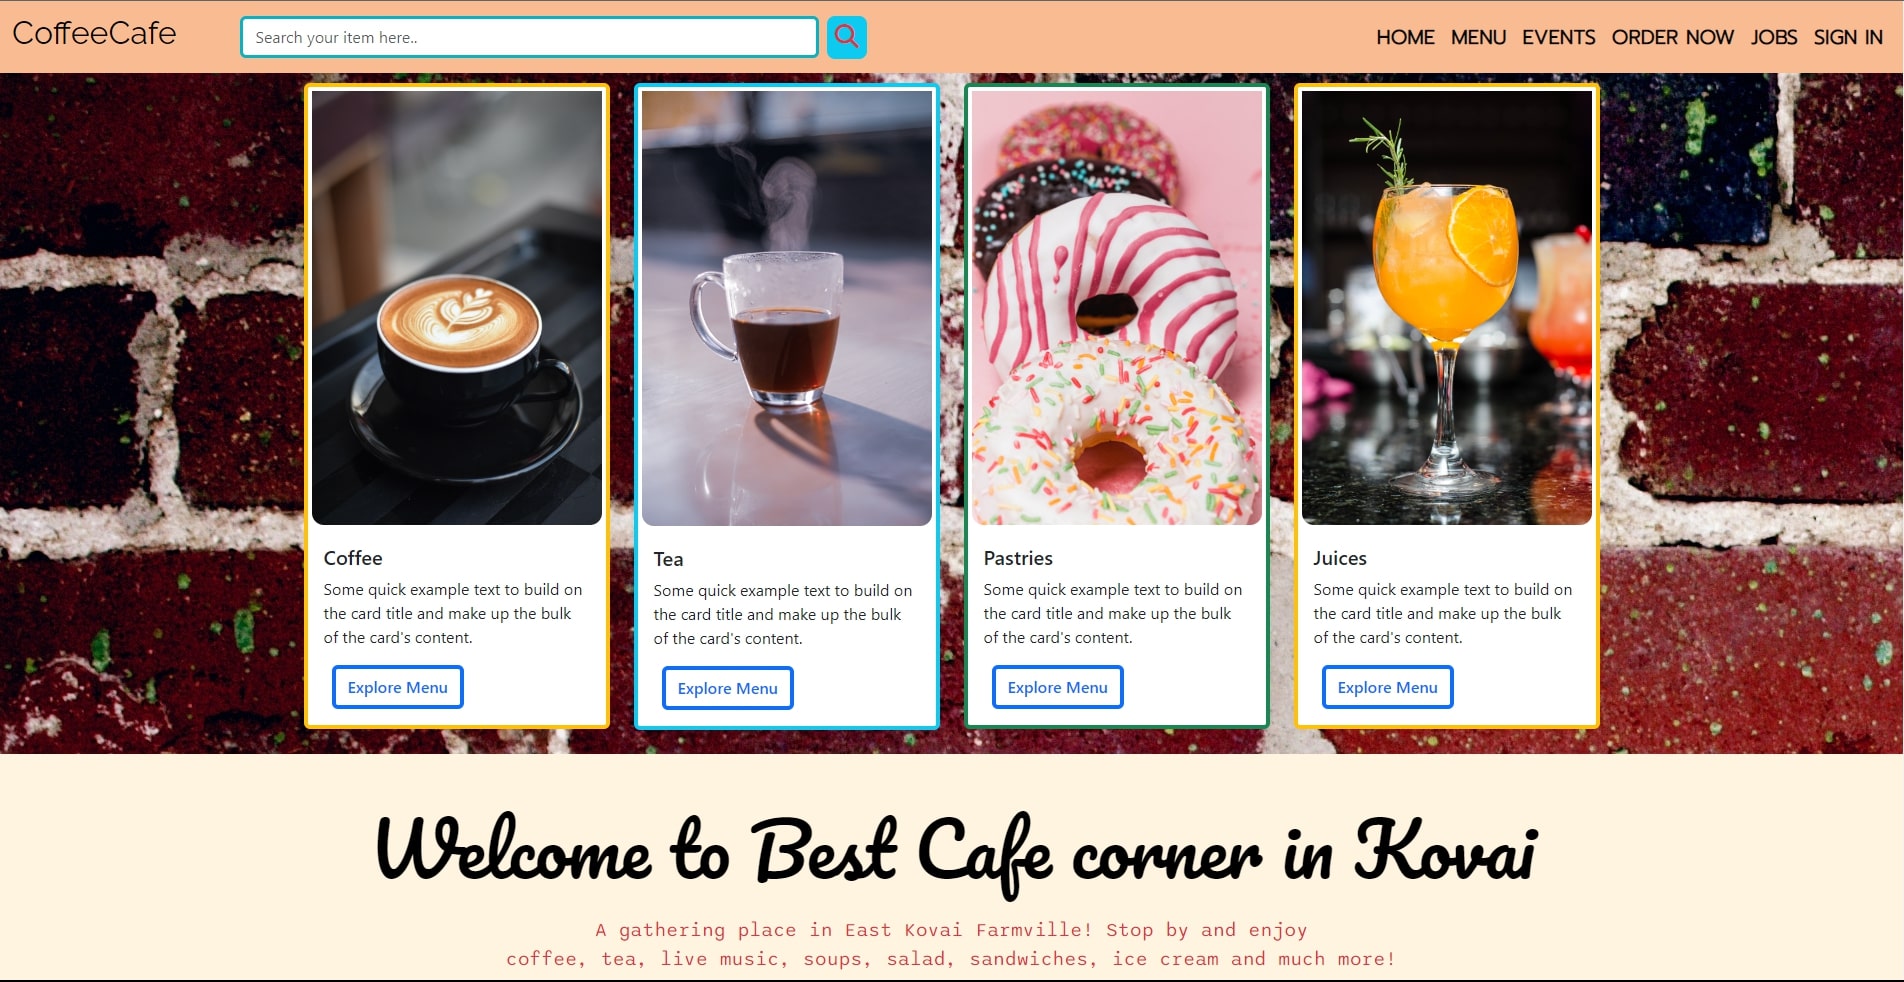 CoffeeCafe
Search your item here..
HOME MENU EVENTS ORDER NOW JOBS SIGN IN
Coffee
Some quick example text to build on
the card title and make up the bulk
of the card's content.
Explore Menu
Tea
Some quick example text to build on
the card title and make up the bulk
of the card's content.
Explore Menu
Pastries
Some quick example text to build on
the card title and make up the bulk
of the card's content.
Explore Menu
Juices
Some quick example text to build on
the card title and make up the bulk
of the card's content.
Explore Menu
Welcome to Best Cafe corner in Kovai
A gathering place in East Kovai Farmville! Stop by and enjoy
coffee, tea, live music, soups, salad, sandwiches, ice cream and much more!